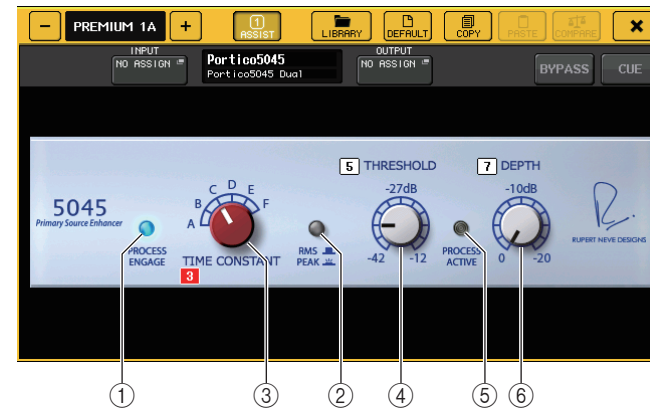 − PREMIUM 1A + 1 ASSIST LIBRARY DEFAULT COPY PASTE COMPARE ×
INPUT
NO ASSIGN
Portico5045
Portico5045 Dual
OUTPUT
NO ASSIGN
BYPASS
CUE
5045
Primary Source Enhancer
PROCESS
ENGAGE
A B C D E F
TIME CONSTANT
3
RMS
PEAK
5 THRESHOLD
-27dB
-42 -12
PROCESS
ACTIVE
7 DEPTH
-10dB
0 -20
R.
RUPERT NEVE DESIGNS
① ③ ② ④ ⑤ ⑥